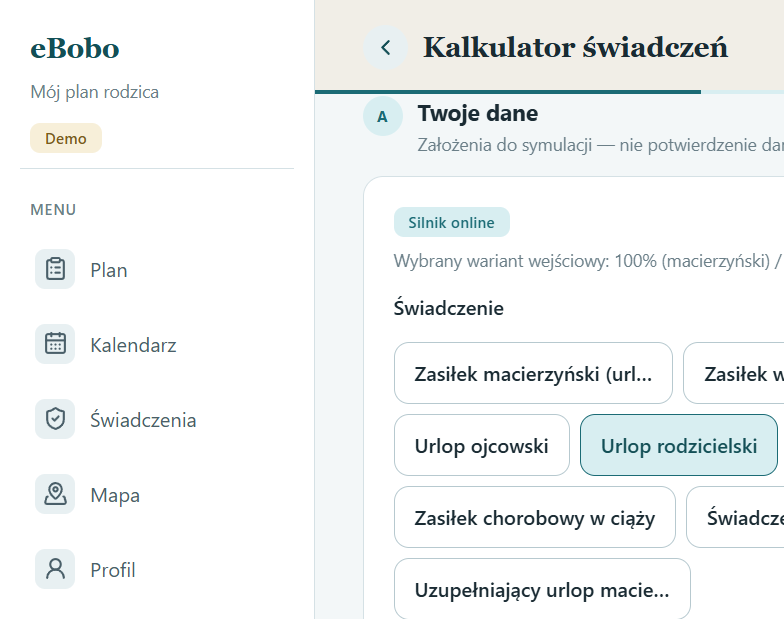 eBobo
Mój plan rodzica
Demo
MENU
Plan
Kalendarz
Świadczenia
Mapa
Profil
Kalkulator świadczeń
A
Twoje dane
Założenia do symulacji — nie potwierdzenie
Silnik online
Wybrany wariant wejściowy: 100% (macierzyński) /
Świadczenie
Zasiłek macierzyński (url...
Zasiłek
Urlop ojcowski
Urlop rodzicielski
Zasiłek chorobowy w ciąży
Uzupełniający urlop macie...